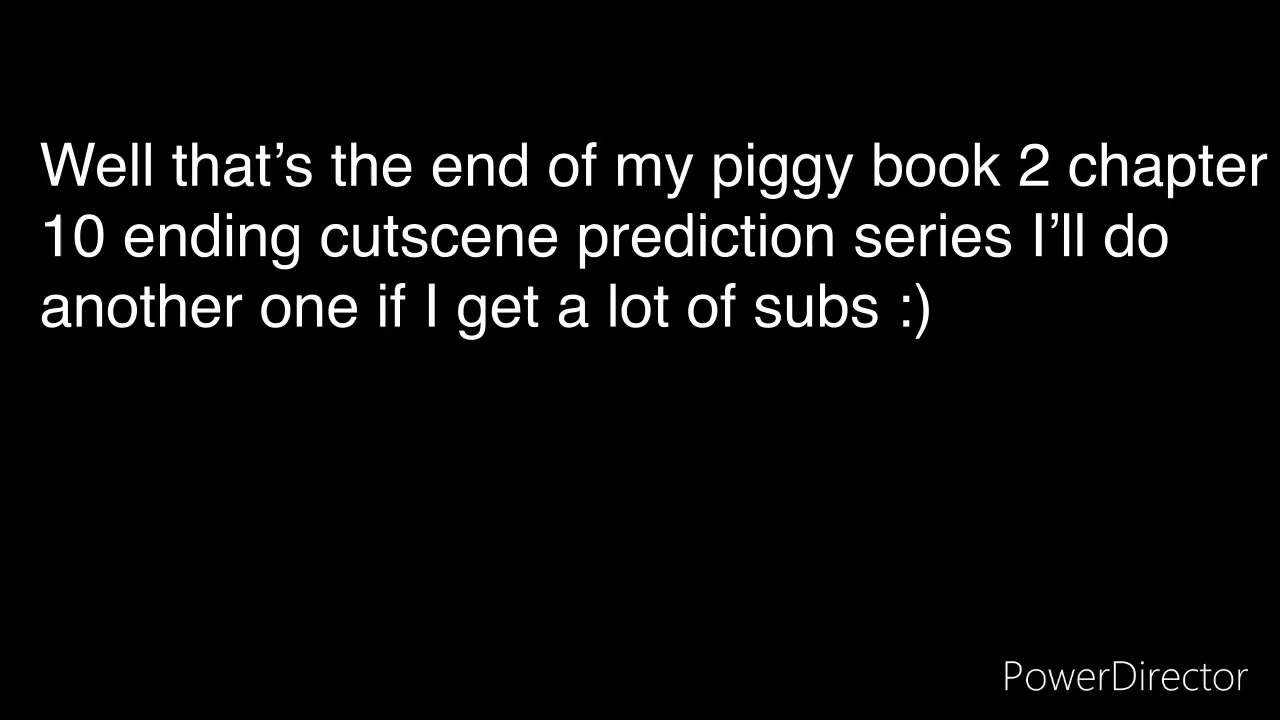 Well that’s the end of my piggy book 2 chapter
10 ending cutscene prediction series I’ll do
another one if I get a lot of subs :)
PowerDirector